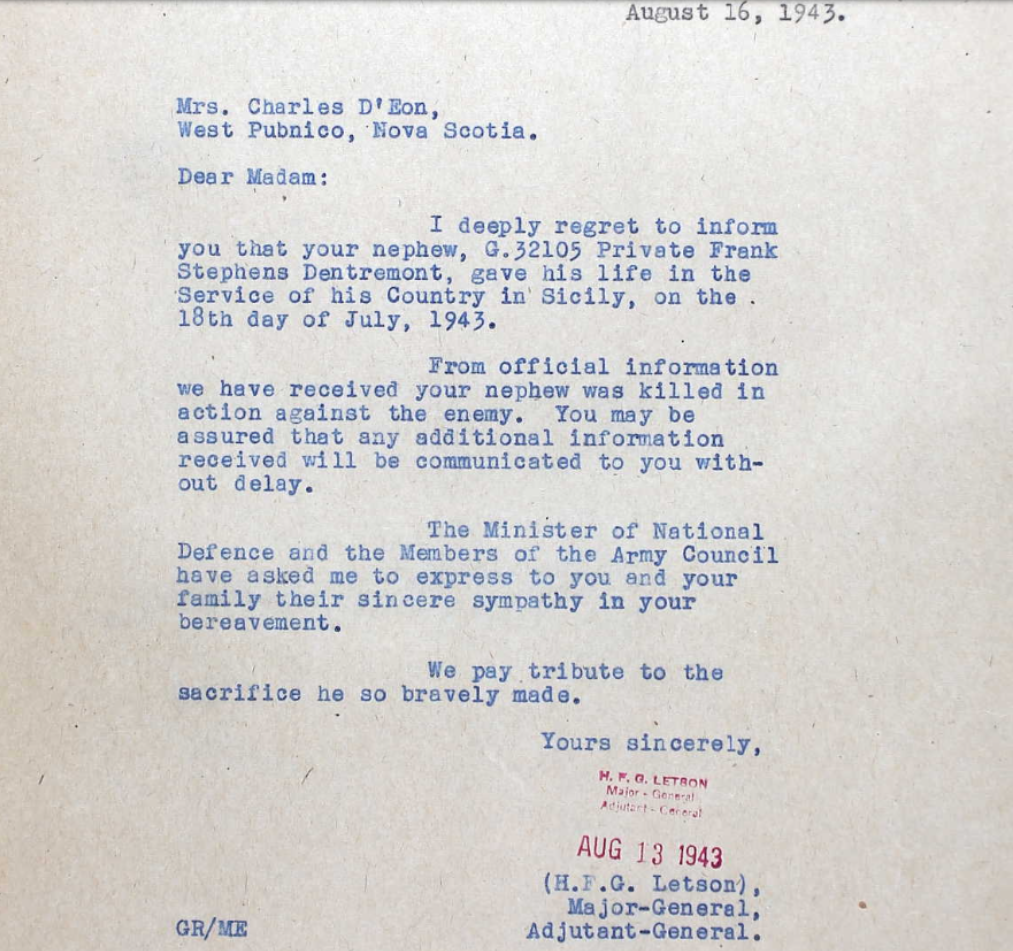 August 16, 1943.
Mrs. Charles D'Eon,
West Pubnico, Nova Scotia.
Dear Madam:
I deeply regret to inform
you that your nephew, G.32105 Private Frank
Stephens Dentremont, gave his life in the
Service of his Country in Sicily, on the
18th day of July, 1943.
From official information
we have received your nephew was killed in
action against the enemy. You may be
assured that any additional information
received will be communicated to you with-
out delay.
The Minister of National
Defence and the Members of the Army Council
have asked me to express to you and your
family their sincere sympathy in your
bereavement.
We pay tribute to the
sacrifice he so bravely made.
Yours sincerely,
H. F. G. LETSON
Major - General
Adjutant - General
AUG 13 1943
(H.F.G. Letson),
Major-General,
GR/ME Adjutant-General.